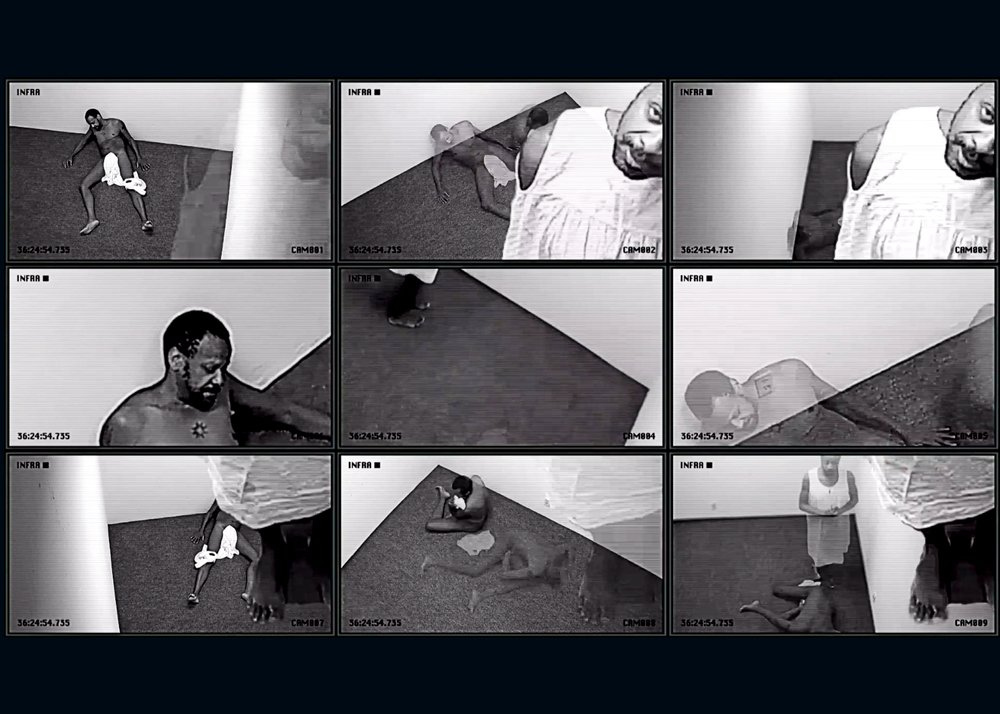 INFRA
36:24:54.735 CAM001
INFRA
36:24:54.735 CAM002
INFRA
36:24:54.735 CAM003
INFRA
36:24:54.735
INFRA
36:24:54.735 CAM004
INFRA
36:24:54.735 CAM005
INFRA
36:24:54.735 CAM007
INFRA
36:24:54.735 CAM008
INFRA
36:24:54.735 CAM009